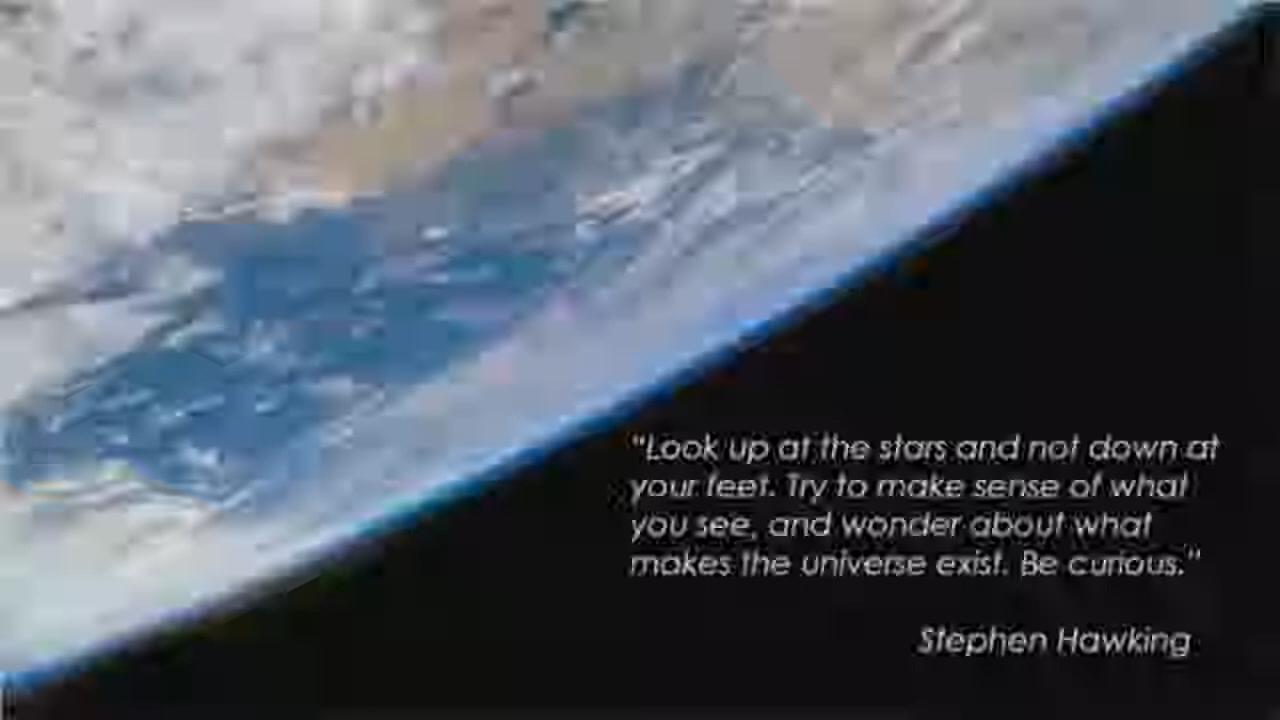 “Look up at the stars and not down at
your feet. Try to make sense of what
you see, and wonder about what
makes the universe exist. Be curious.”
Stephen Hawking